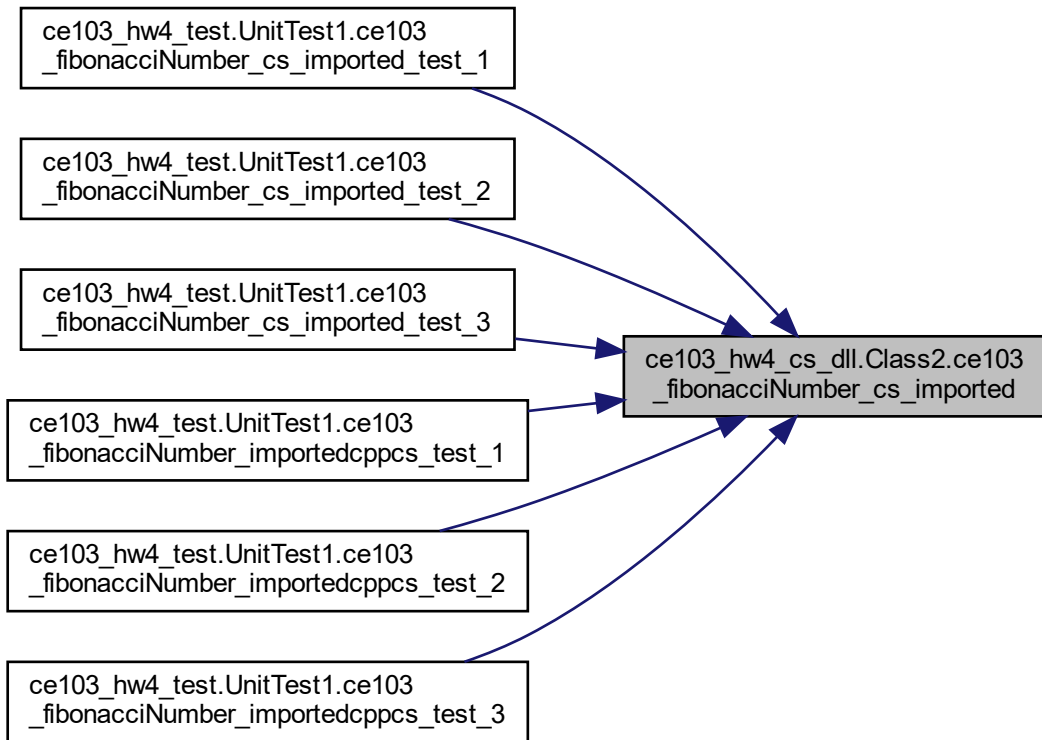 ce103_hw4_test.UnitTest1.ce103
_fibonacciNumber_cs_imported_test_1
ce103_hw4_test.UnitTest1.ce103
_fibonacciNumber_cs_imported_test_2
ce103_hw4_test.UnitTest1.ce103
_fibonacciNumber_cs_imported_test_3
ce103_hw4_cs_dll.Class2.ce103
_fibonacciNumber_cs_imported
ce103_hw4_test.UnitTest1.ce103
_fibonacciNumber_importedcppcs_test_1
ce103_hw4_test.UnitTest1.ce103
_fibonacciNumber_importedcppcs_test_2
ce103_hw4_test.UnitTest1.ce103
_fibonacciNumber_importedcppcs_test_3